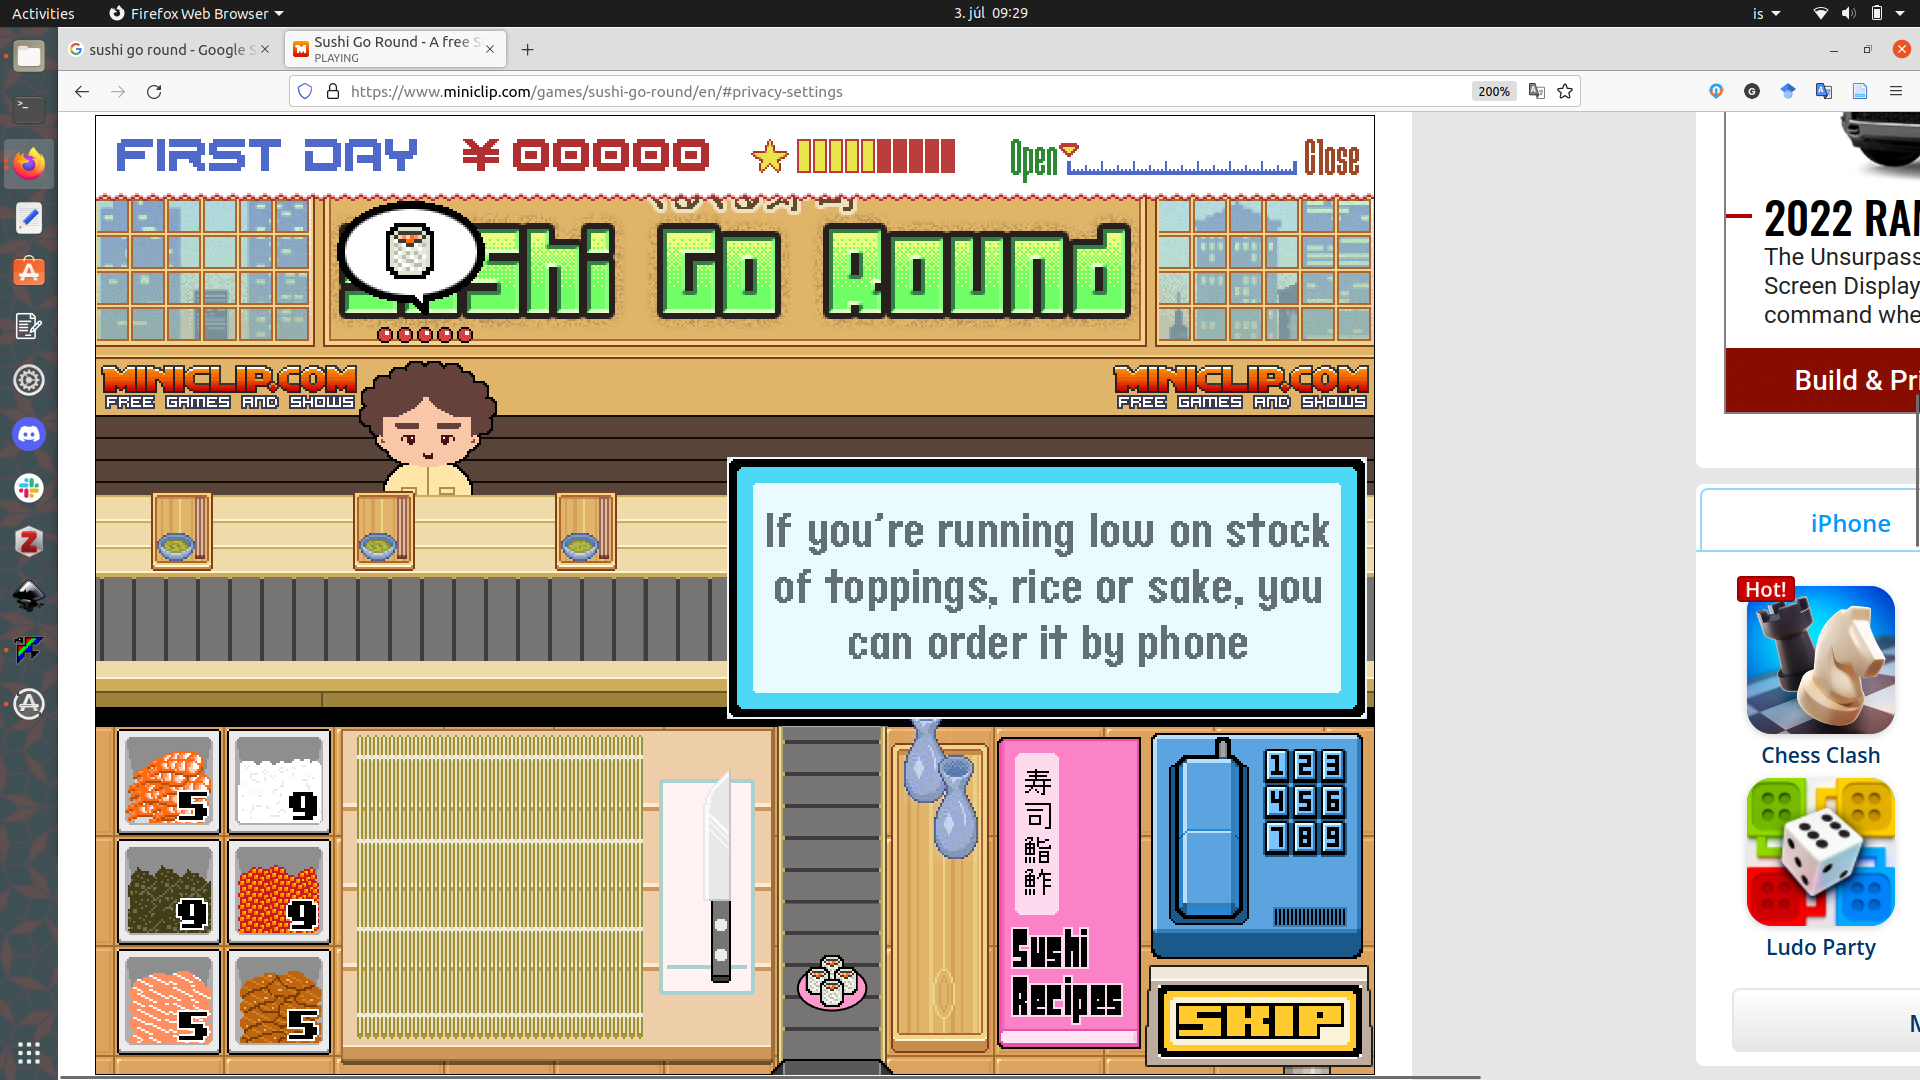 Activities
Firefox Web Browser
3. júl 09:29
is
sushi go round - Google S
Sushi Go Round - A free S
PLAYING
https://www.miniclip.com/games/sushi-go-round/en/#privacy-settings
200%
FIRST DAY
¥ 00000
Open
Close
Go Round
MINICLIP.COM
FREE GAMES AND SHOWS
MINICLIP.COM
FREE GAMES AND SHOWS
If you're running low on stock
of toppings, rice or sake, you
can order it by phone
5
9
9
9
5
5
寿
司
鮨
鮓
Sushi
Recipes
1 2 3
4 5 6
7 8 9
SKIP
2022 RA
The Unsurpass
Screen Display
command whe
Build & Pri
iPhone
Hot!
Chess Clash
Ludo Party